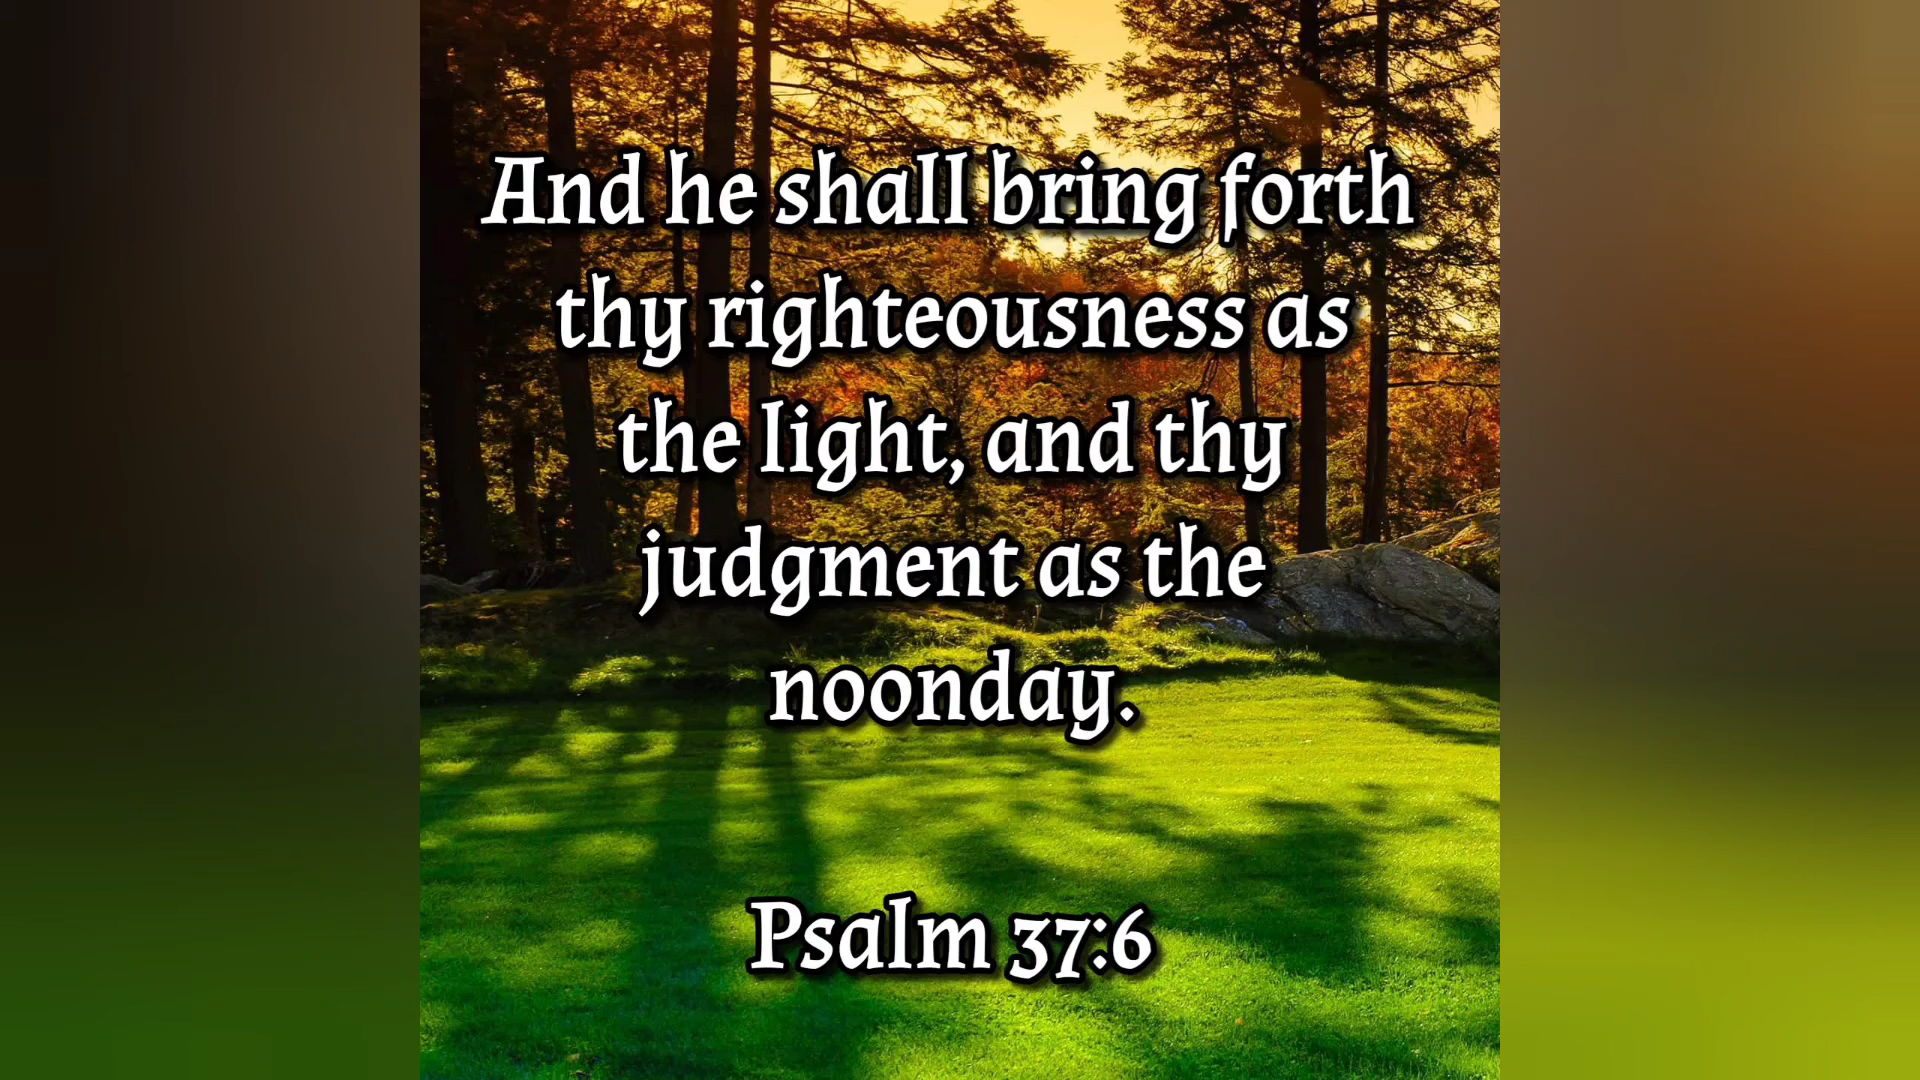 And he shall bring forth
thy righteousness as
the light, and thy
judgment as the
noonday.
Psalm 37:6